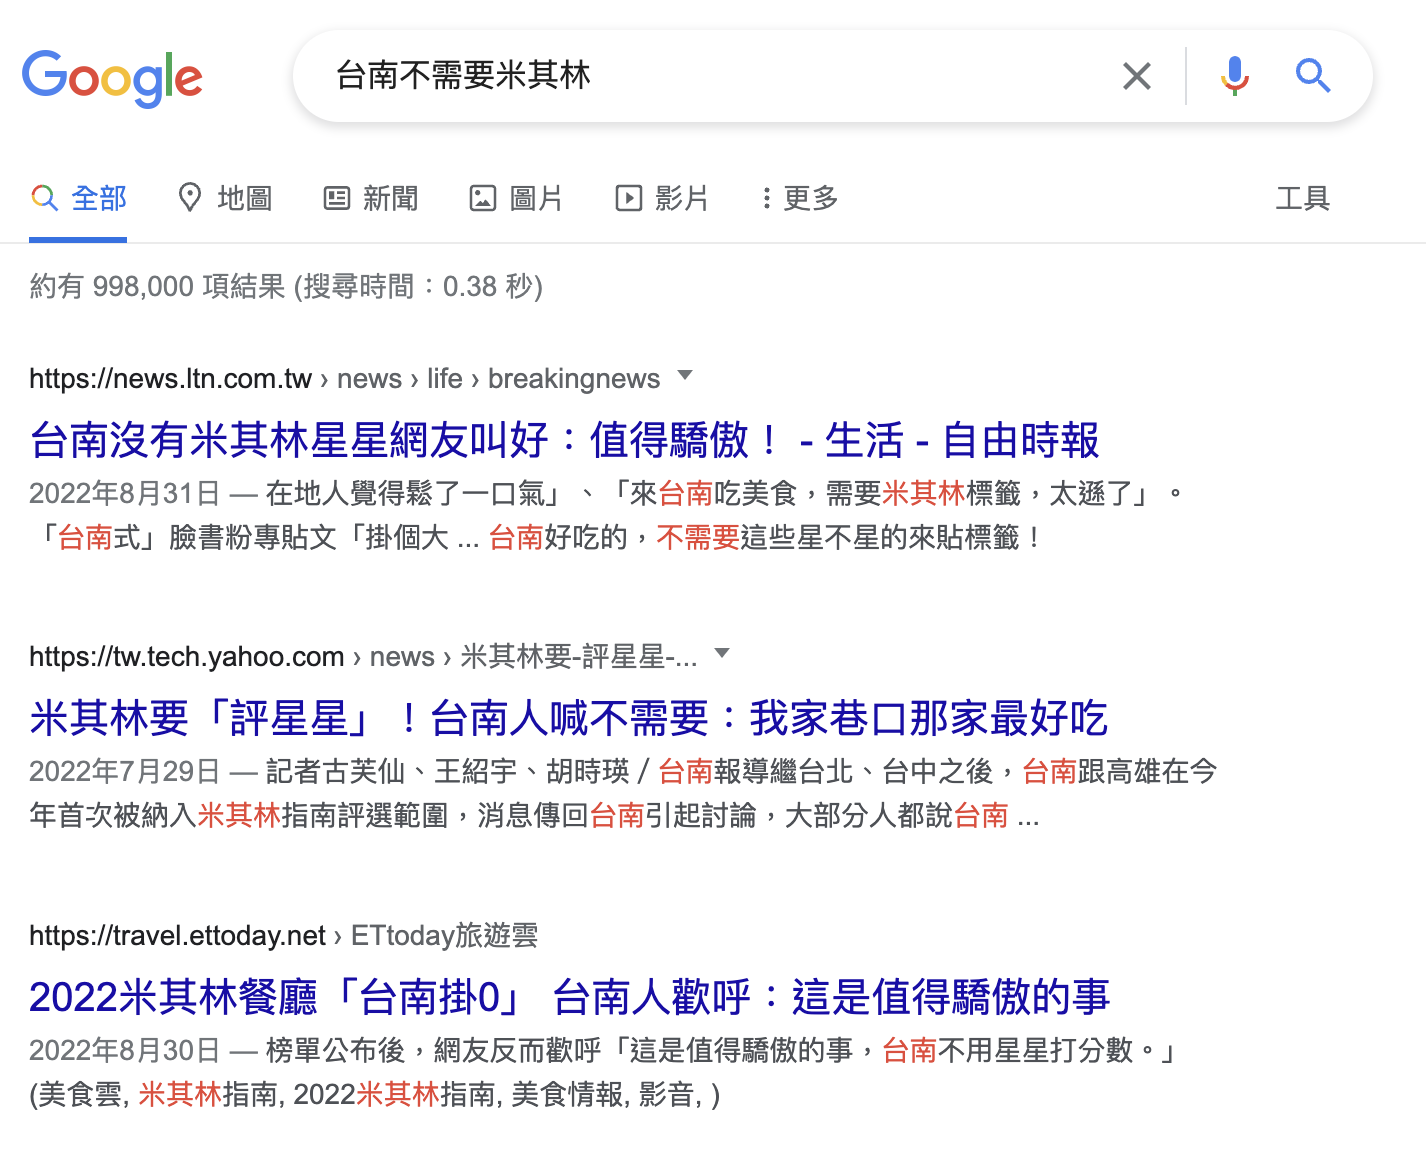 Google
台南不需要米其林
全部 地圖 新聞 圖片 影片 更多 工具
約有 998,000 項結果 (搜尋時間：0.38 秒)
https://news.ltn.com.tw › news › life › breakingnews
台南沒有米其林星星網友叫好：值得驕傲！ - 生活 - 自由時報
2022年8月31日 — 在地人覺得鬆了一口氣」、「來台南吃美食，需要米其林標籤，太遜了」。
「台南式」臉書粉專貼文「掛個大 ... 台南好吃的，不需要這些星不星的來貼標籤！
https://tw.tech.yahoo.com › news › 米其林要-評星星-...
米其林要「評星星」！台南人喊不需要：我家巷口那家最好吃
2022年7月29日 — 記者古芙仙、王紹宇、胡時瑛／台南報導繼台北、台中之後，台南跟高雄在今
年首次被納入米其林指南評選範圍，消息傳回台南引起討論，大部分人都說台南 ...
https://travel.ettoday.net › ETtoday旅遊雲
2022米其林餐廳「台南掛0」 台南人歡呼：這是值得驕傲的事
2022年8月30日 — 榜單公布後，網友反而歡呼「這是值得驕傲的事，台南不用星星打分數。」
(美食雲, 米其林指南, 2022米其林指南, 美食情報, 影音, )